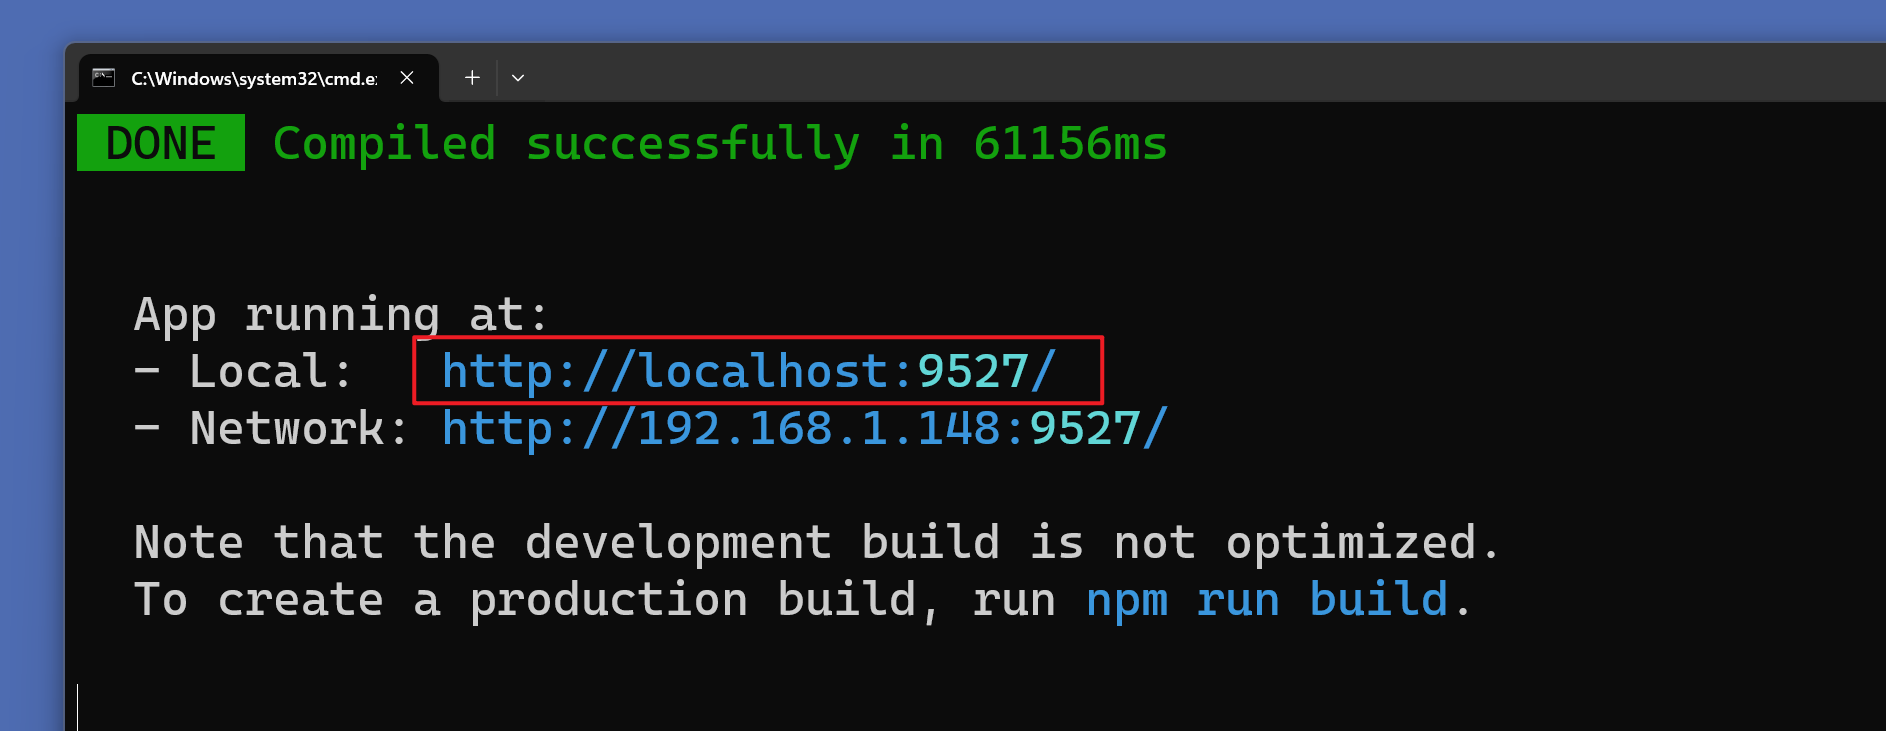 C:\Windows\system32\cmd.e
DONE Compiled successfully in 61156ms
App running at:
- Local: http://localhost:9527/
- Network: http://192.168.1.148:9527/
Note that the development build is not optimized.
To create a production build, run npm run build.